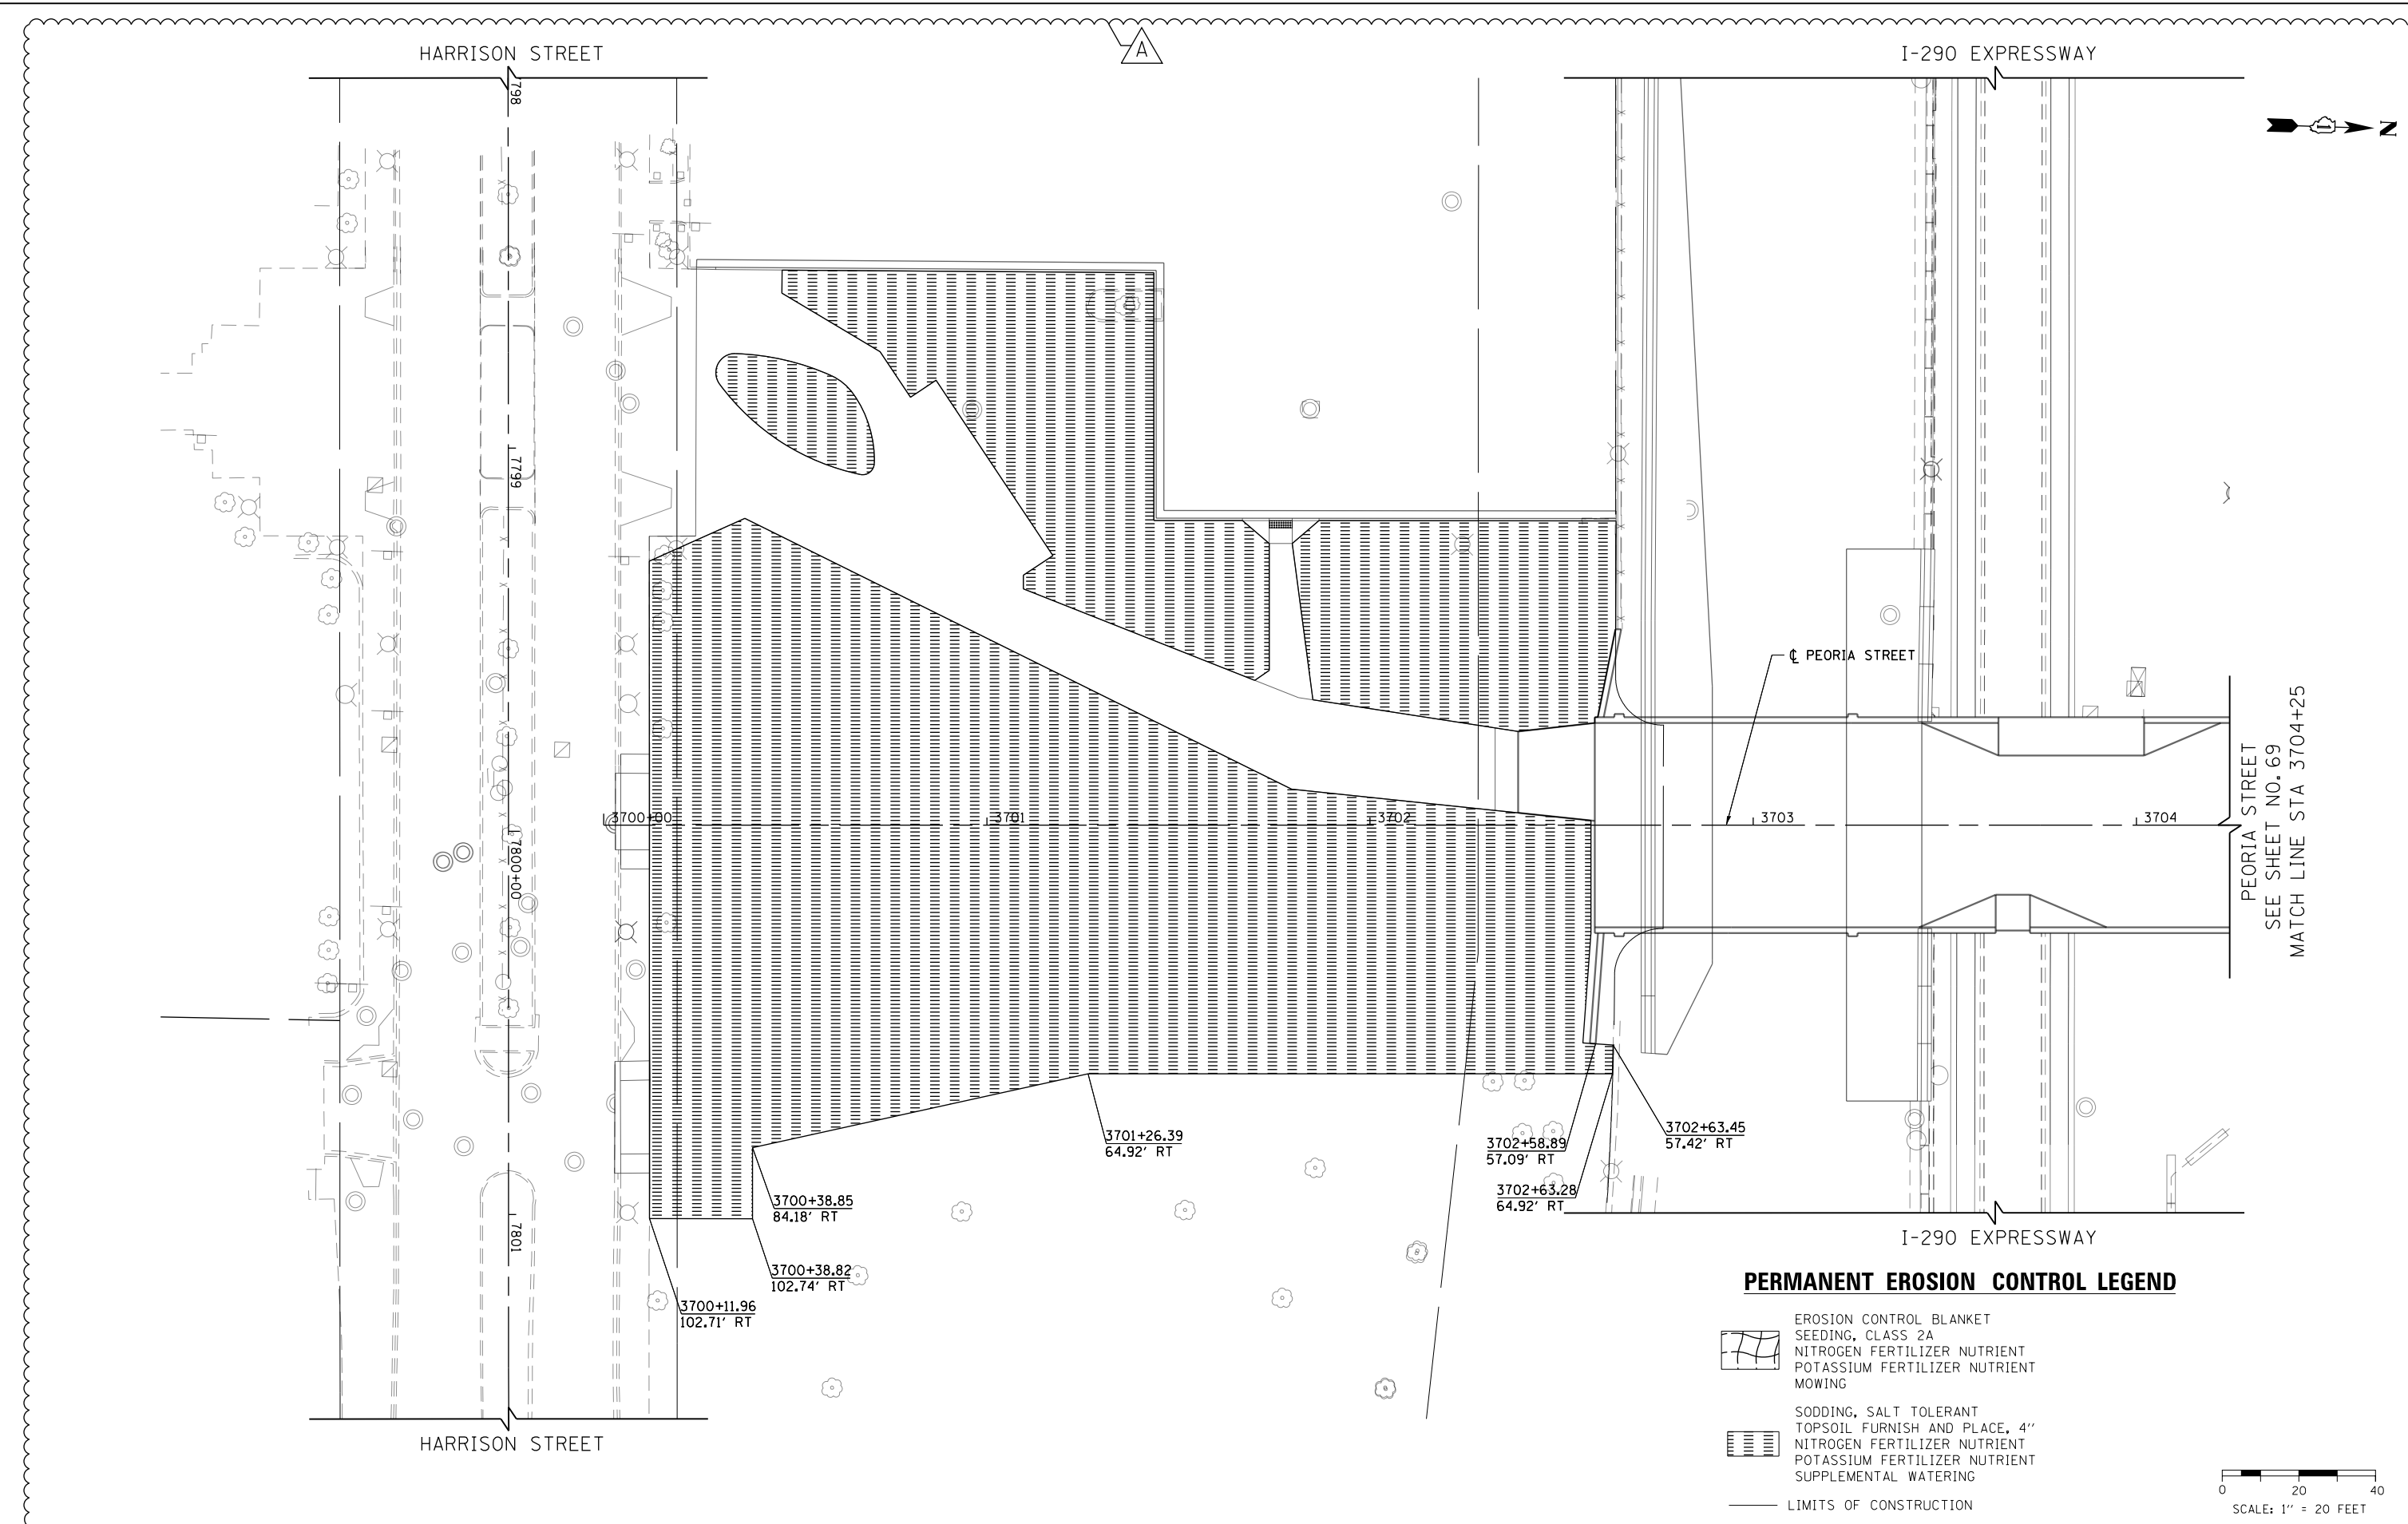 HARRISON STREET
A
I-290 EXPRESSWAY
N
7798
7799
7800+00
7801
3700+00
3701
3702
3703
3704
℄ PEORIA STREET
PEORIA STREET
SEE SHEET NO. 69
MATCH LINE STA 3704+25
3701+26.39
64.92' RT
3702+58.89
57.09' RT
3702+63.45
57.42' RT
3702+63.28
64.92' RT
3700+38.85
84.18' RT
3700+38.82
102.74' RT
3700+11.96
102.71' RT
HARRISON STREET
I-290 EXPRESSWAY
PERMANENT EROSION CONTROL LEGEND
EROSION CONTROL BLANKET
SEEDING, CLASS 2A
NITROGEN FERTILIZER NUTRIENT
POTASSIUM FERTILIZER NUTRIENT
MOWING
SODDING, SALT TOLERANT
TOPSOIL FURNISH AND PLACE, 4''
NITROGEN FERTILIZER NUTRIENT
POTASSIUM FERTILIZER NUTRIENT
SUPPLEMENTAL WATERING
LIMITS OF CONSTRUCTION
0 20 40
SCALE: 1'' = 20 FEET